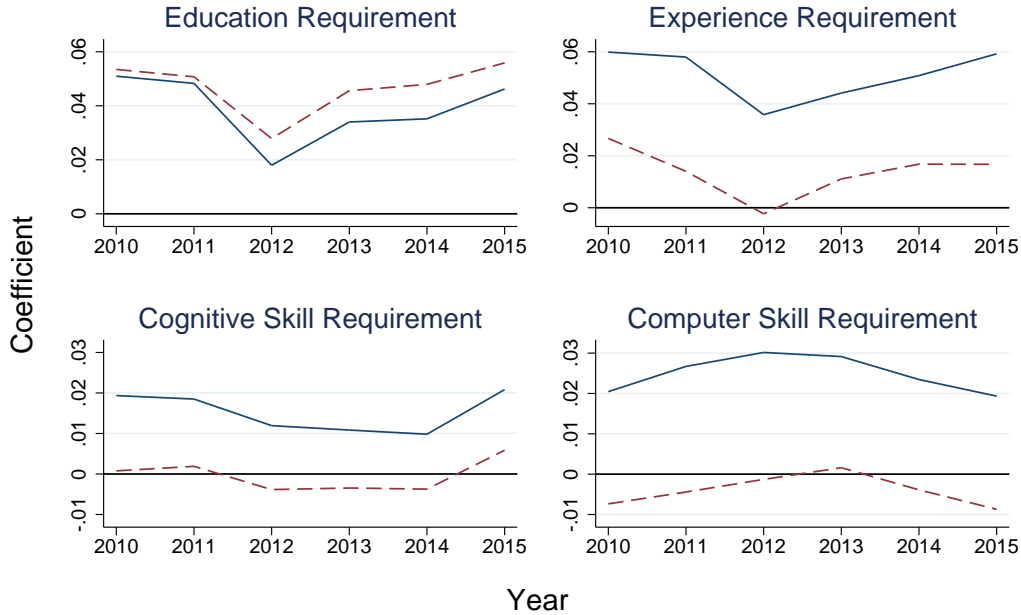 Education Requirement
Experience Requirement
.06
.04
.02
0
2010 2011 2012 2013 2014 2015
.06
.04
.02
0
2010 2011 2012 2013 2014 2015
Coefficient
Cognitive Skill Requirement
Computer Skill Requirement
.03
.02
.01
0
-.01
2010 2011 2012 2013 2014 2015
.03
.02
.01
0
-.01
2010 2011 2012 2013 2014 2015
Year